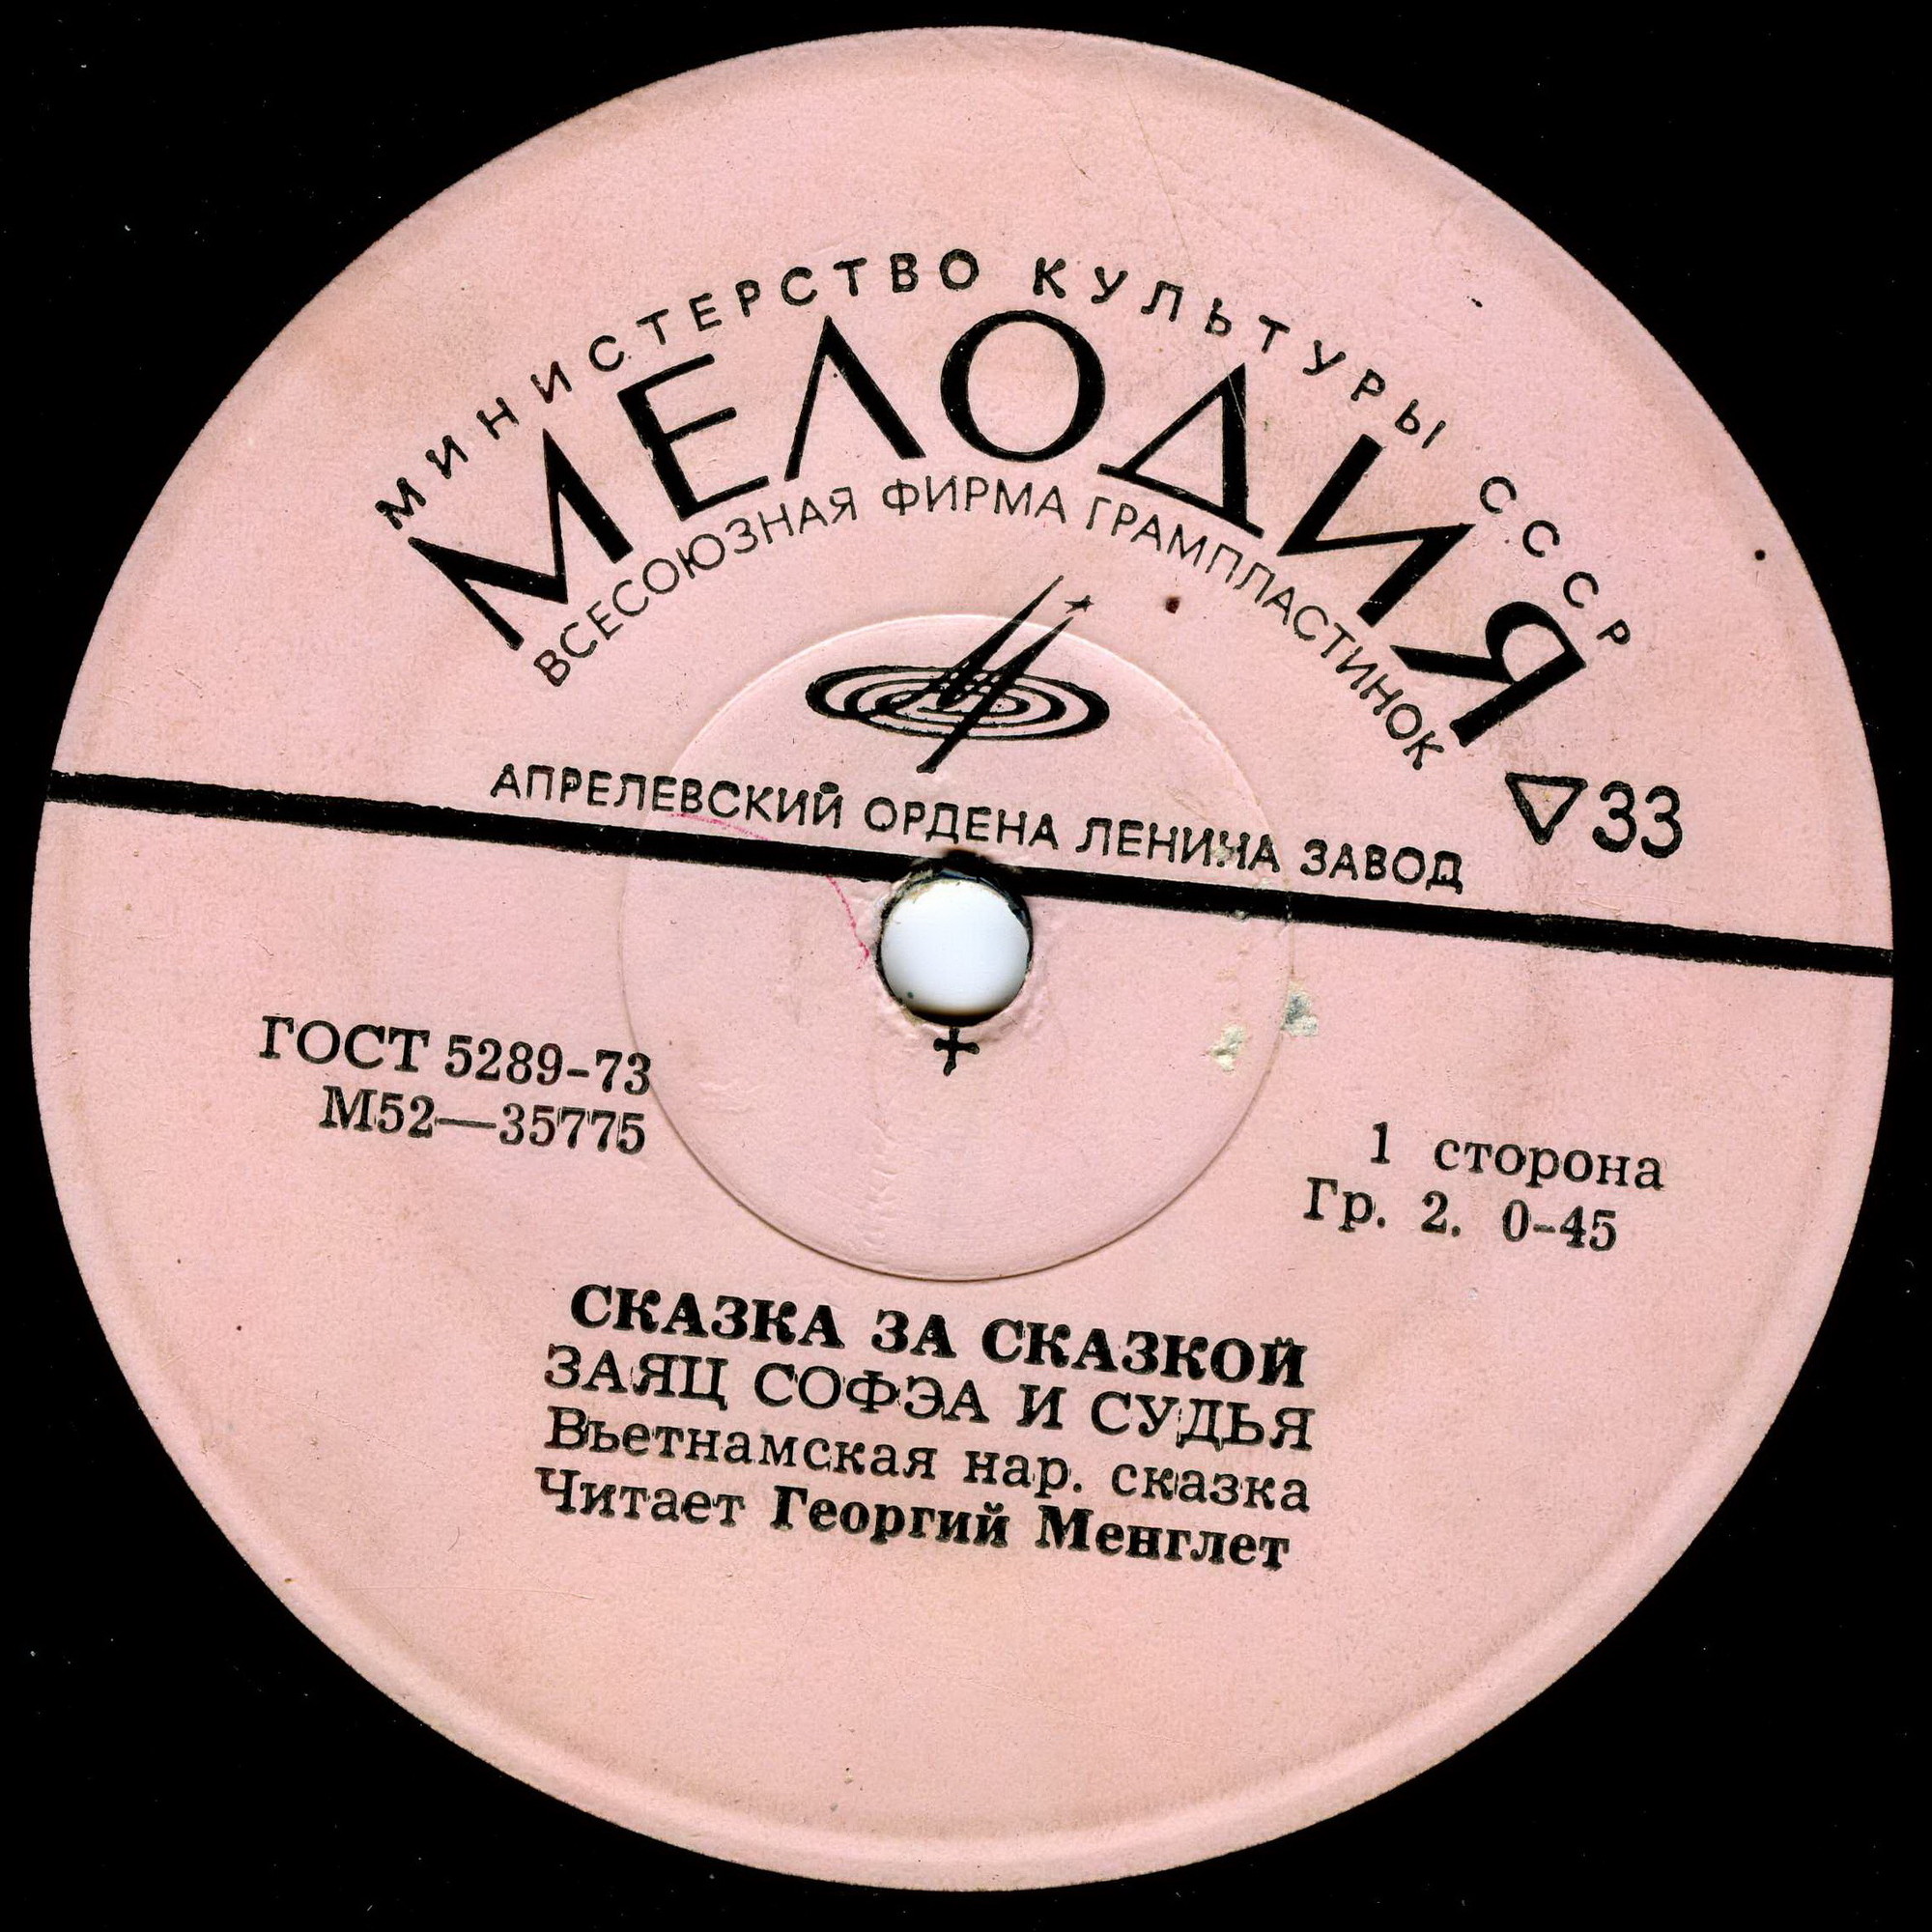 МИНИСТЕРСТВО КУЛЬТУРЫ СССР
МЕЛОДИЯ
ВСЕСОЮЗНАЯ ФИРМА ГРАМПЛАСТИНОК
АПРЕЛЕВСКИЙ ОРДЕНА ЛЕНИНА ЗАВОД
33
ГОСТ 5289-73
М52—35775
1 сторона
Гр. 2. 0-45
СКАЗКА ЗА СКАЗКОЙ
ЗАЯЦ СОФЭА И СУДЬЯ
Вьетнамская нар. сказка
Читает Георгий Менглет